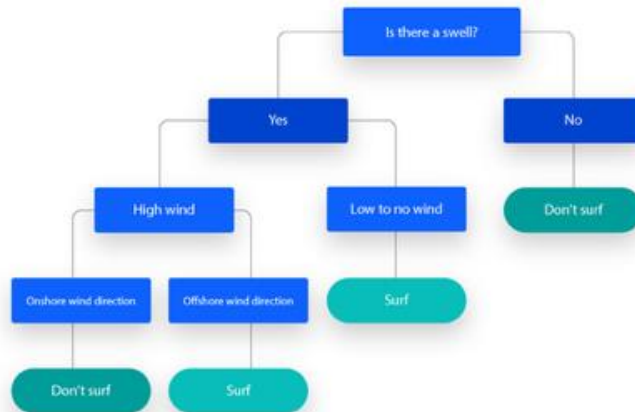 Is there a swell?
Yes
No
High wind
Low to no wind
Don't surf
Onshore wind direction
Offshore wind direction
Surf
Don't surf
Surf